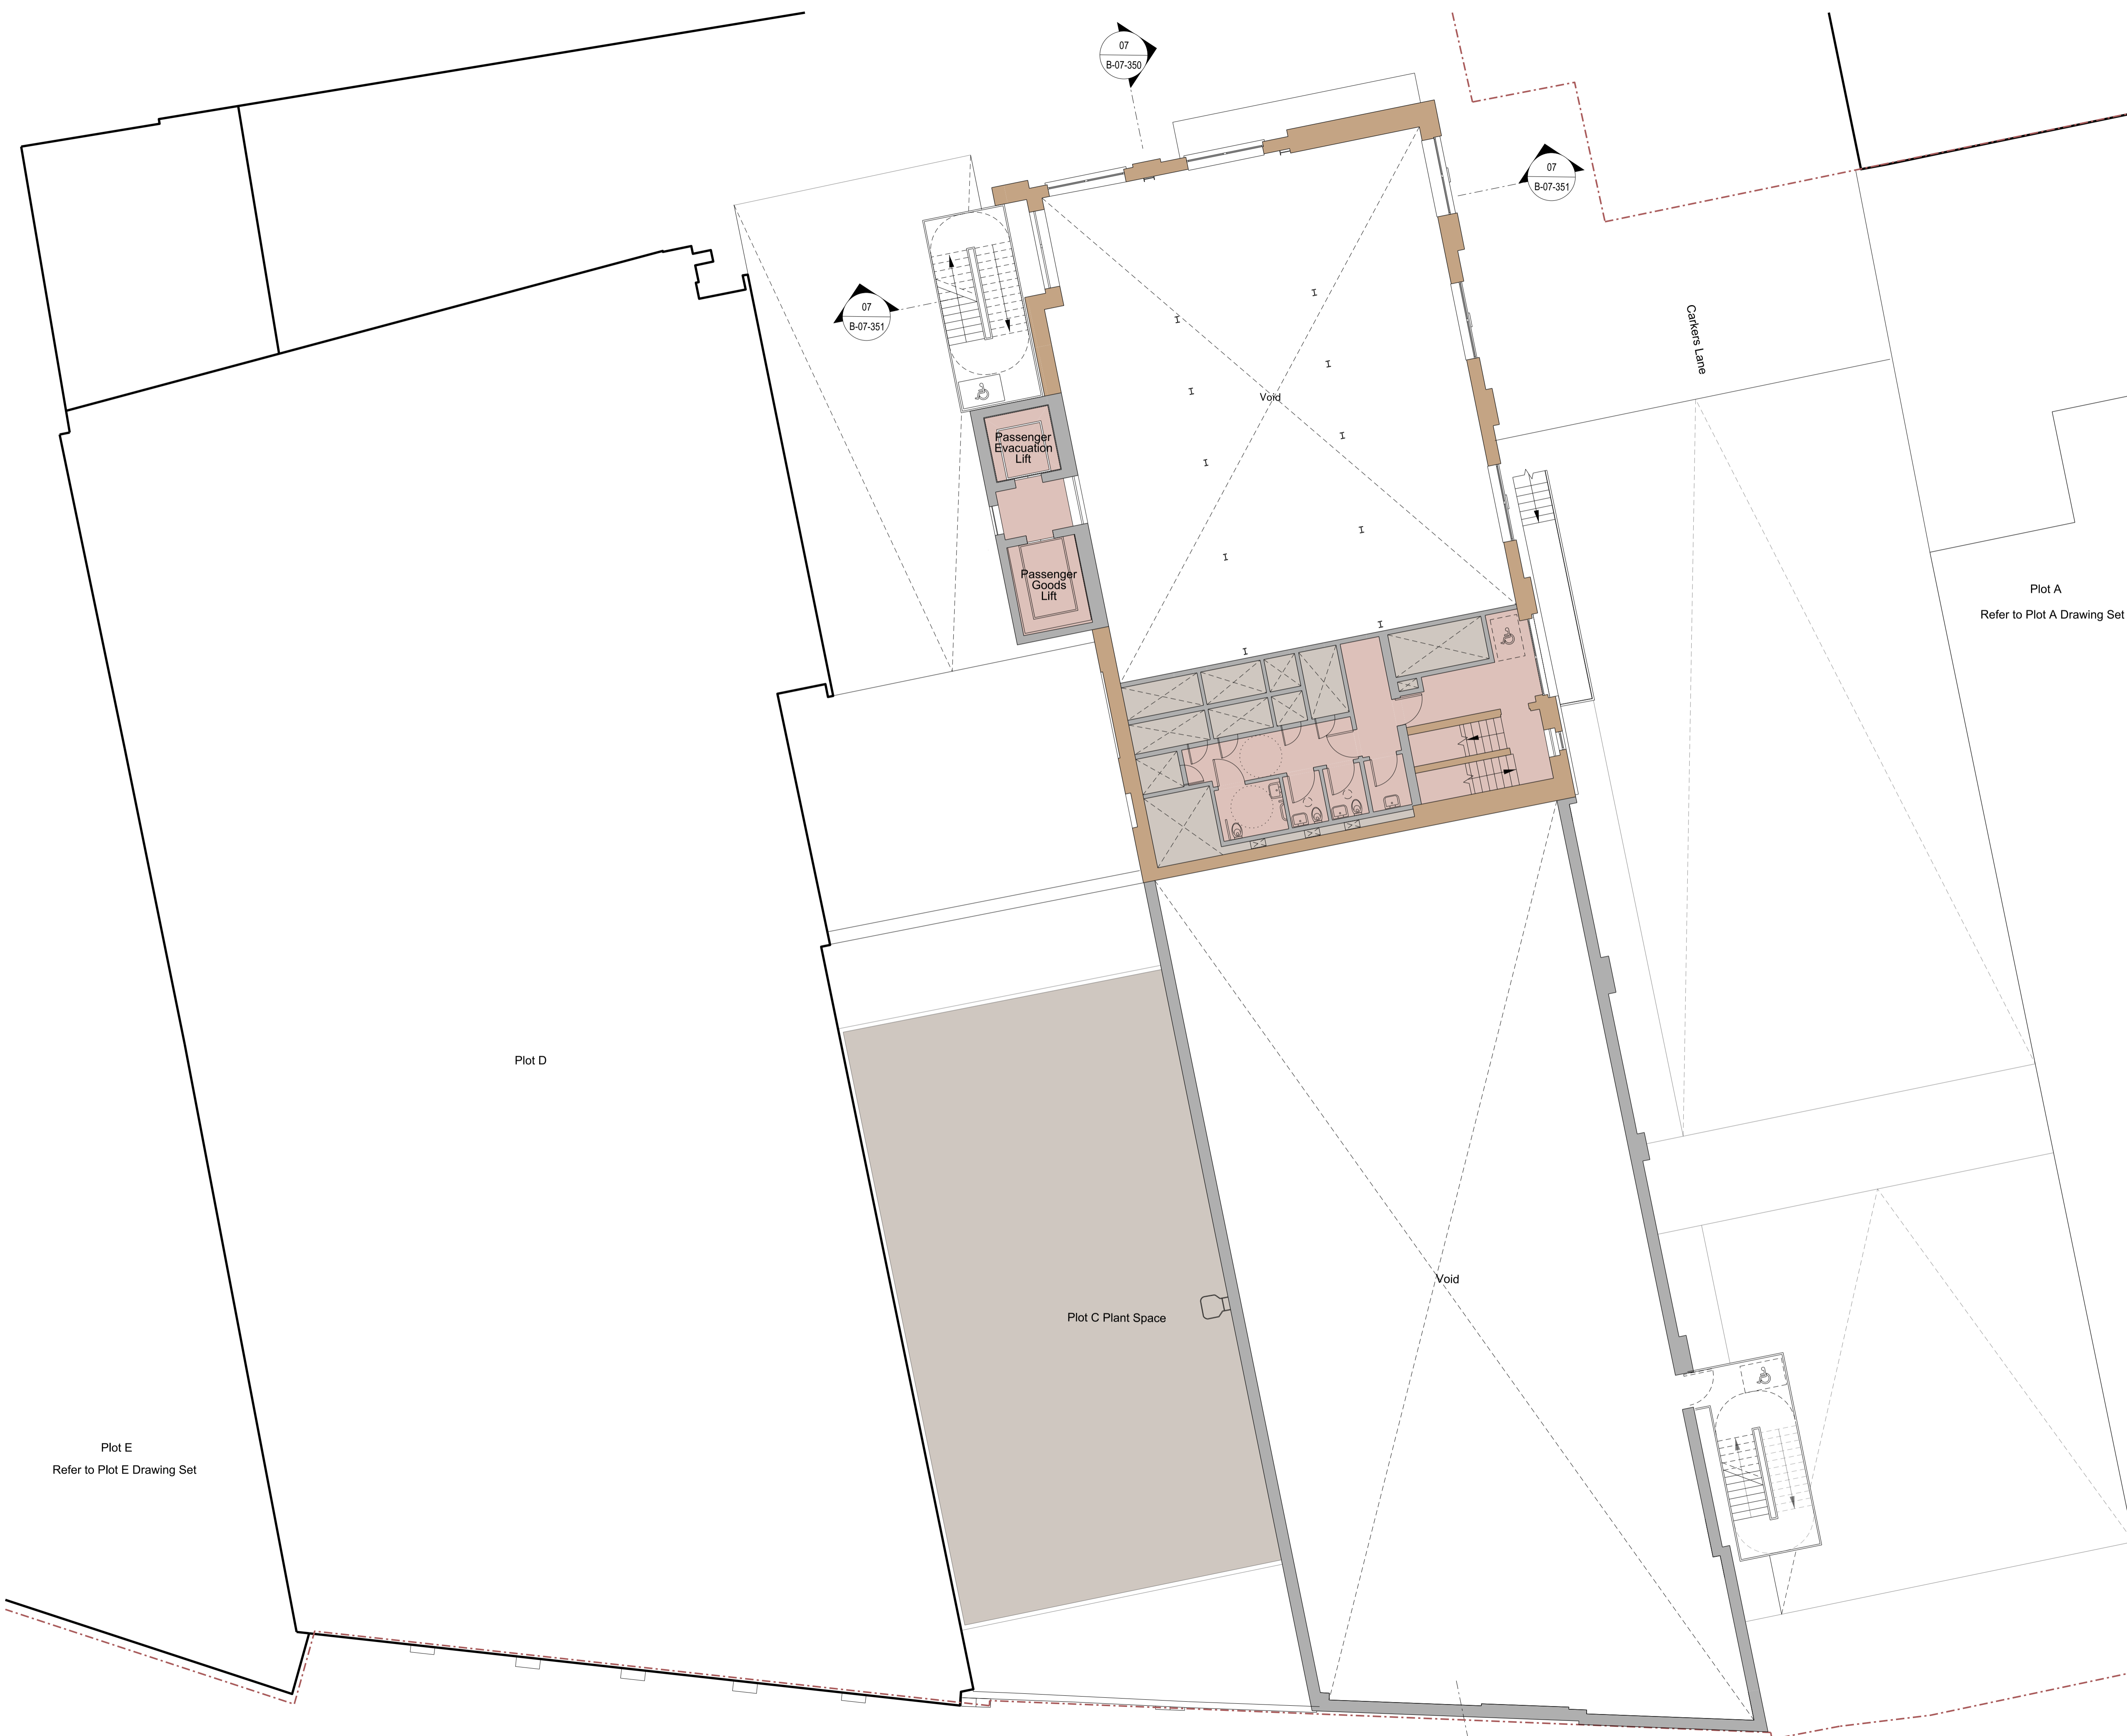 07
B-07-350
07
B-07-351
07
B-07-351
Carkers Lane
Void
Passenger
Evacuation
Lift
Passenger
Goods
Lift
Plot A
Refer to Plot A Drawing Set
Plot D
Void
Plot C Plant Space
Plot E
Refer to Plot E Drawing Set